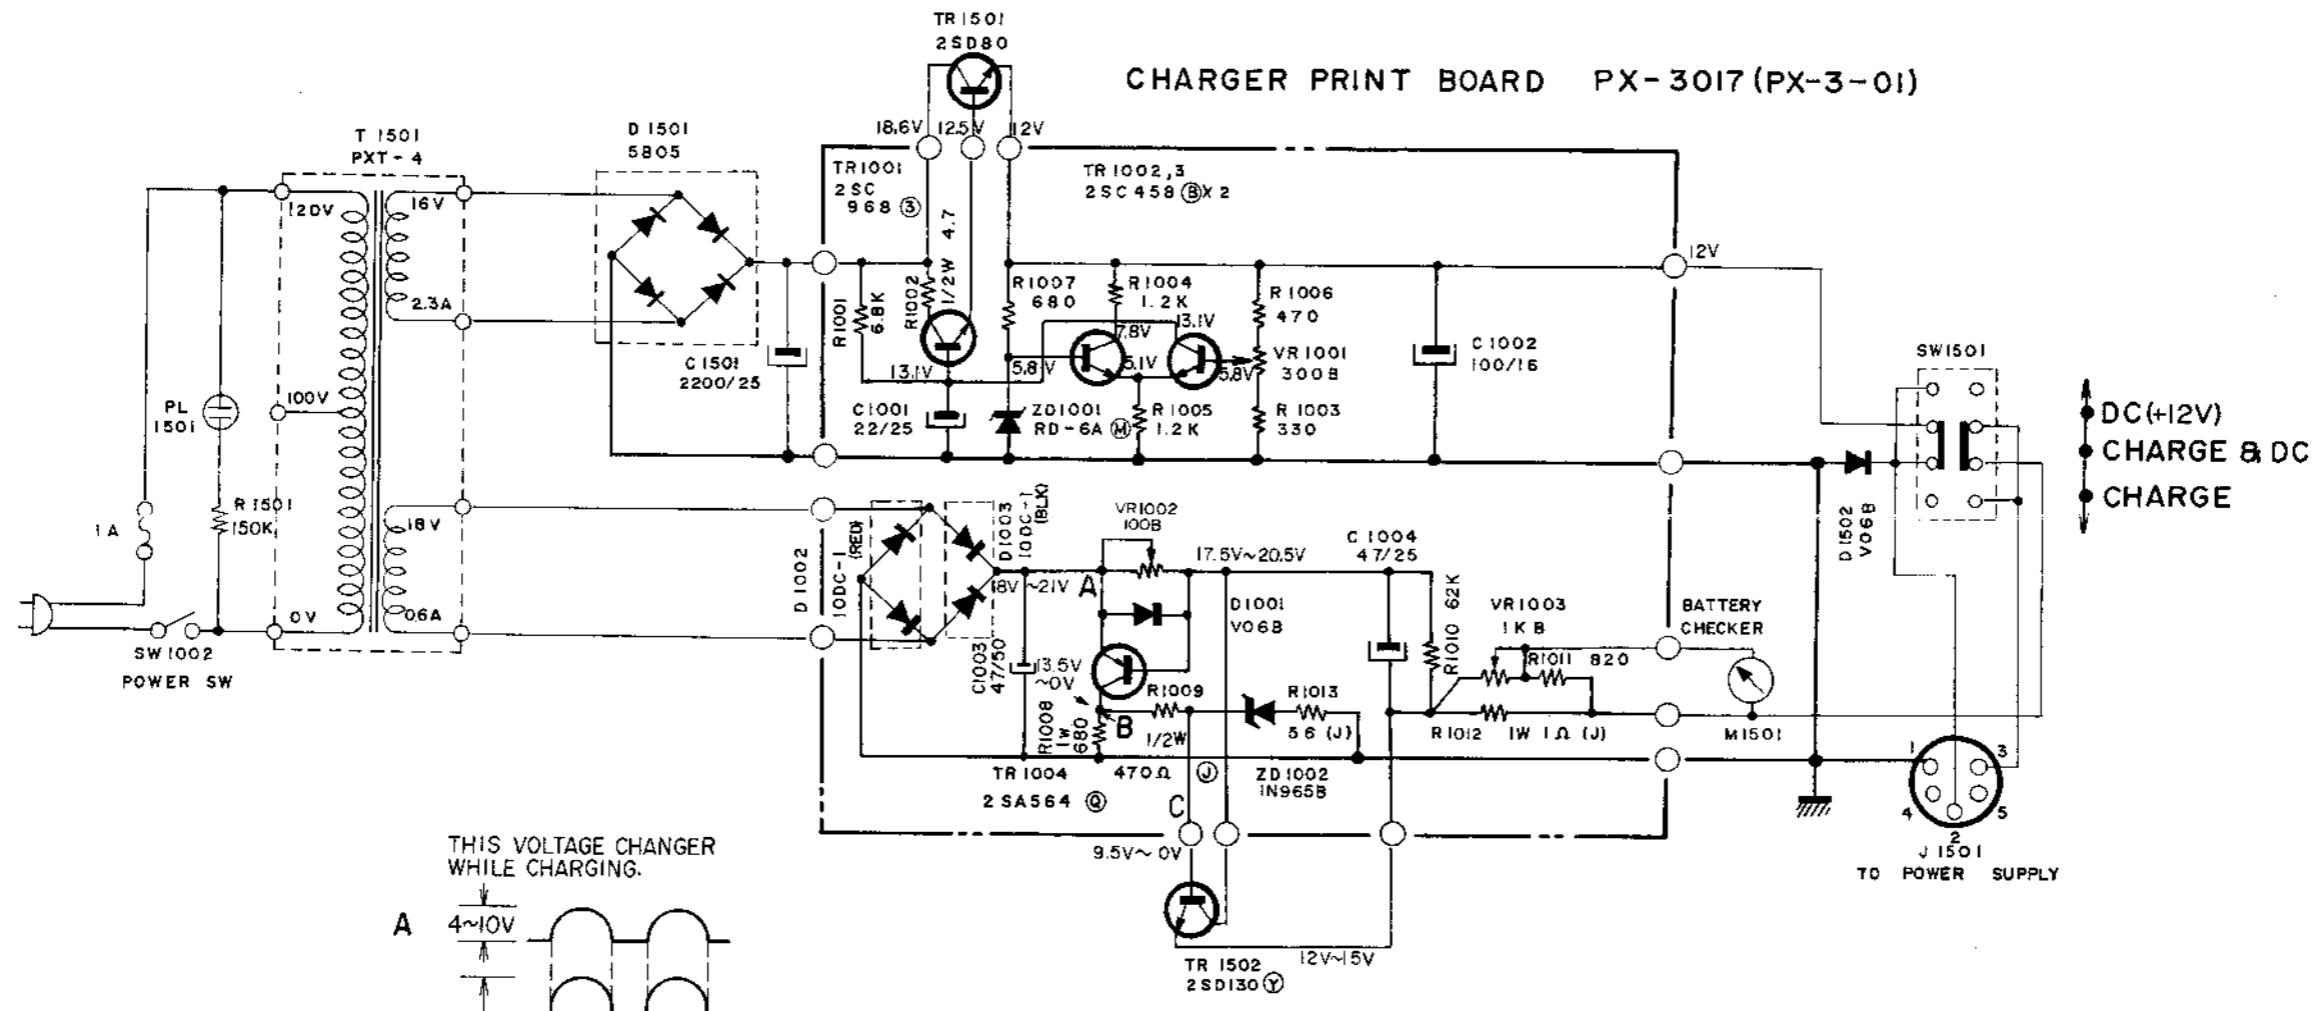 TR1501
2SD80
CHARGER PRINT BOARD PX-3017(PX-3-01)
T 1501
PXT-4
D 1501
5805
18.6V
12.5V
12V
TR1001
2SC
968 Ⓢ
TR1002,3
2SC458 Ⓑ X 2
120V
16V
2.3A
100V
PL
1501
C1501
2200/25
R1001
6.8K
R1002
1/2W 4.7
R1007
680
R1004
1.2K
7.8V
13.1V
R1006
470
12V
13.1V
5.8V
5.1V
5.8V
VR1001
300B
C1002
100/16
SW1501
C1001
22/25
ZD1001
RD-6A Ⓜ
R1005
1.2K
R1003
330
DC(+12V)
CHARGE & DC
CHARGE
1A
R1501
150K
18V
0.6A
0V
SW1002
POWER SW
D1002
10DC-1
(RED)
D1003
10DC-1
(BLK)
VR1002
100B
18V~21V
A
17.5V~20.5V
C1004
47/25
D1502
V06B
D1001
V06B
R1010 62K
VR1003
1KB
BATTERY
CHECKER
C1003
47/50
13.5V
~0V
R1011 820
R1008
1W
680
B
R1009
1/2W
470Ω Ⓙ
R1013
56 (J)
R1012 1W 1Ω (J)
M1501
TR1004
2SA564 Ⓠ
ZD1002
1N965B
C
9.5V~0V
1
3
4
5
2
J1501
TO POWER SUPPLY
THIS VOLTAGE CHANGER
WHILE CHARGING.
A
4~10V
TR 1502
2SD130 Ⓨ
12V~15V